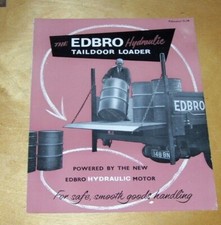 THE EDBRO Hydraulic
TAILDOOR LOADER
EDBRO
POWERED BY THE NEW
EDBRO HYDRAULIC MOTOR
For safe, smooth goods handling